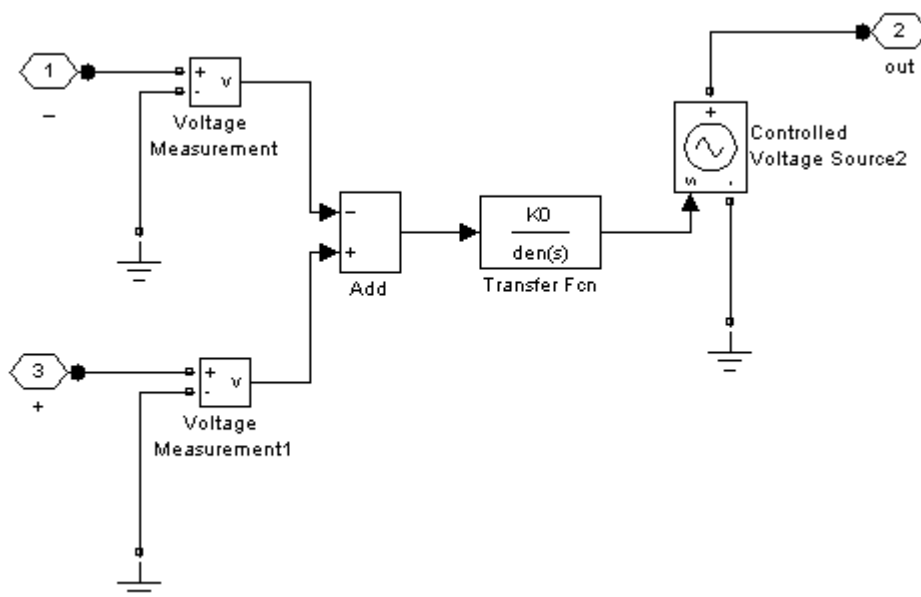 1
−
+
-
v
Voltage
Measurement
2
out
+
s
-
Controlled
Voltage Source2
−
+
Add
K0
den(s)
Transfer Fcn
3
+
+
-
v
Voltage
Measurement1